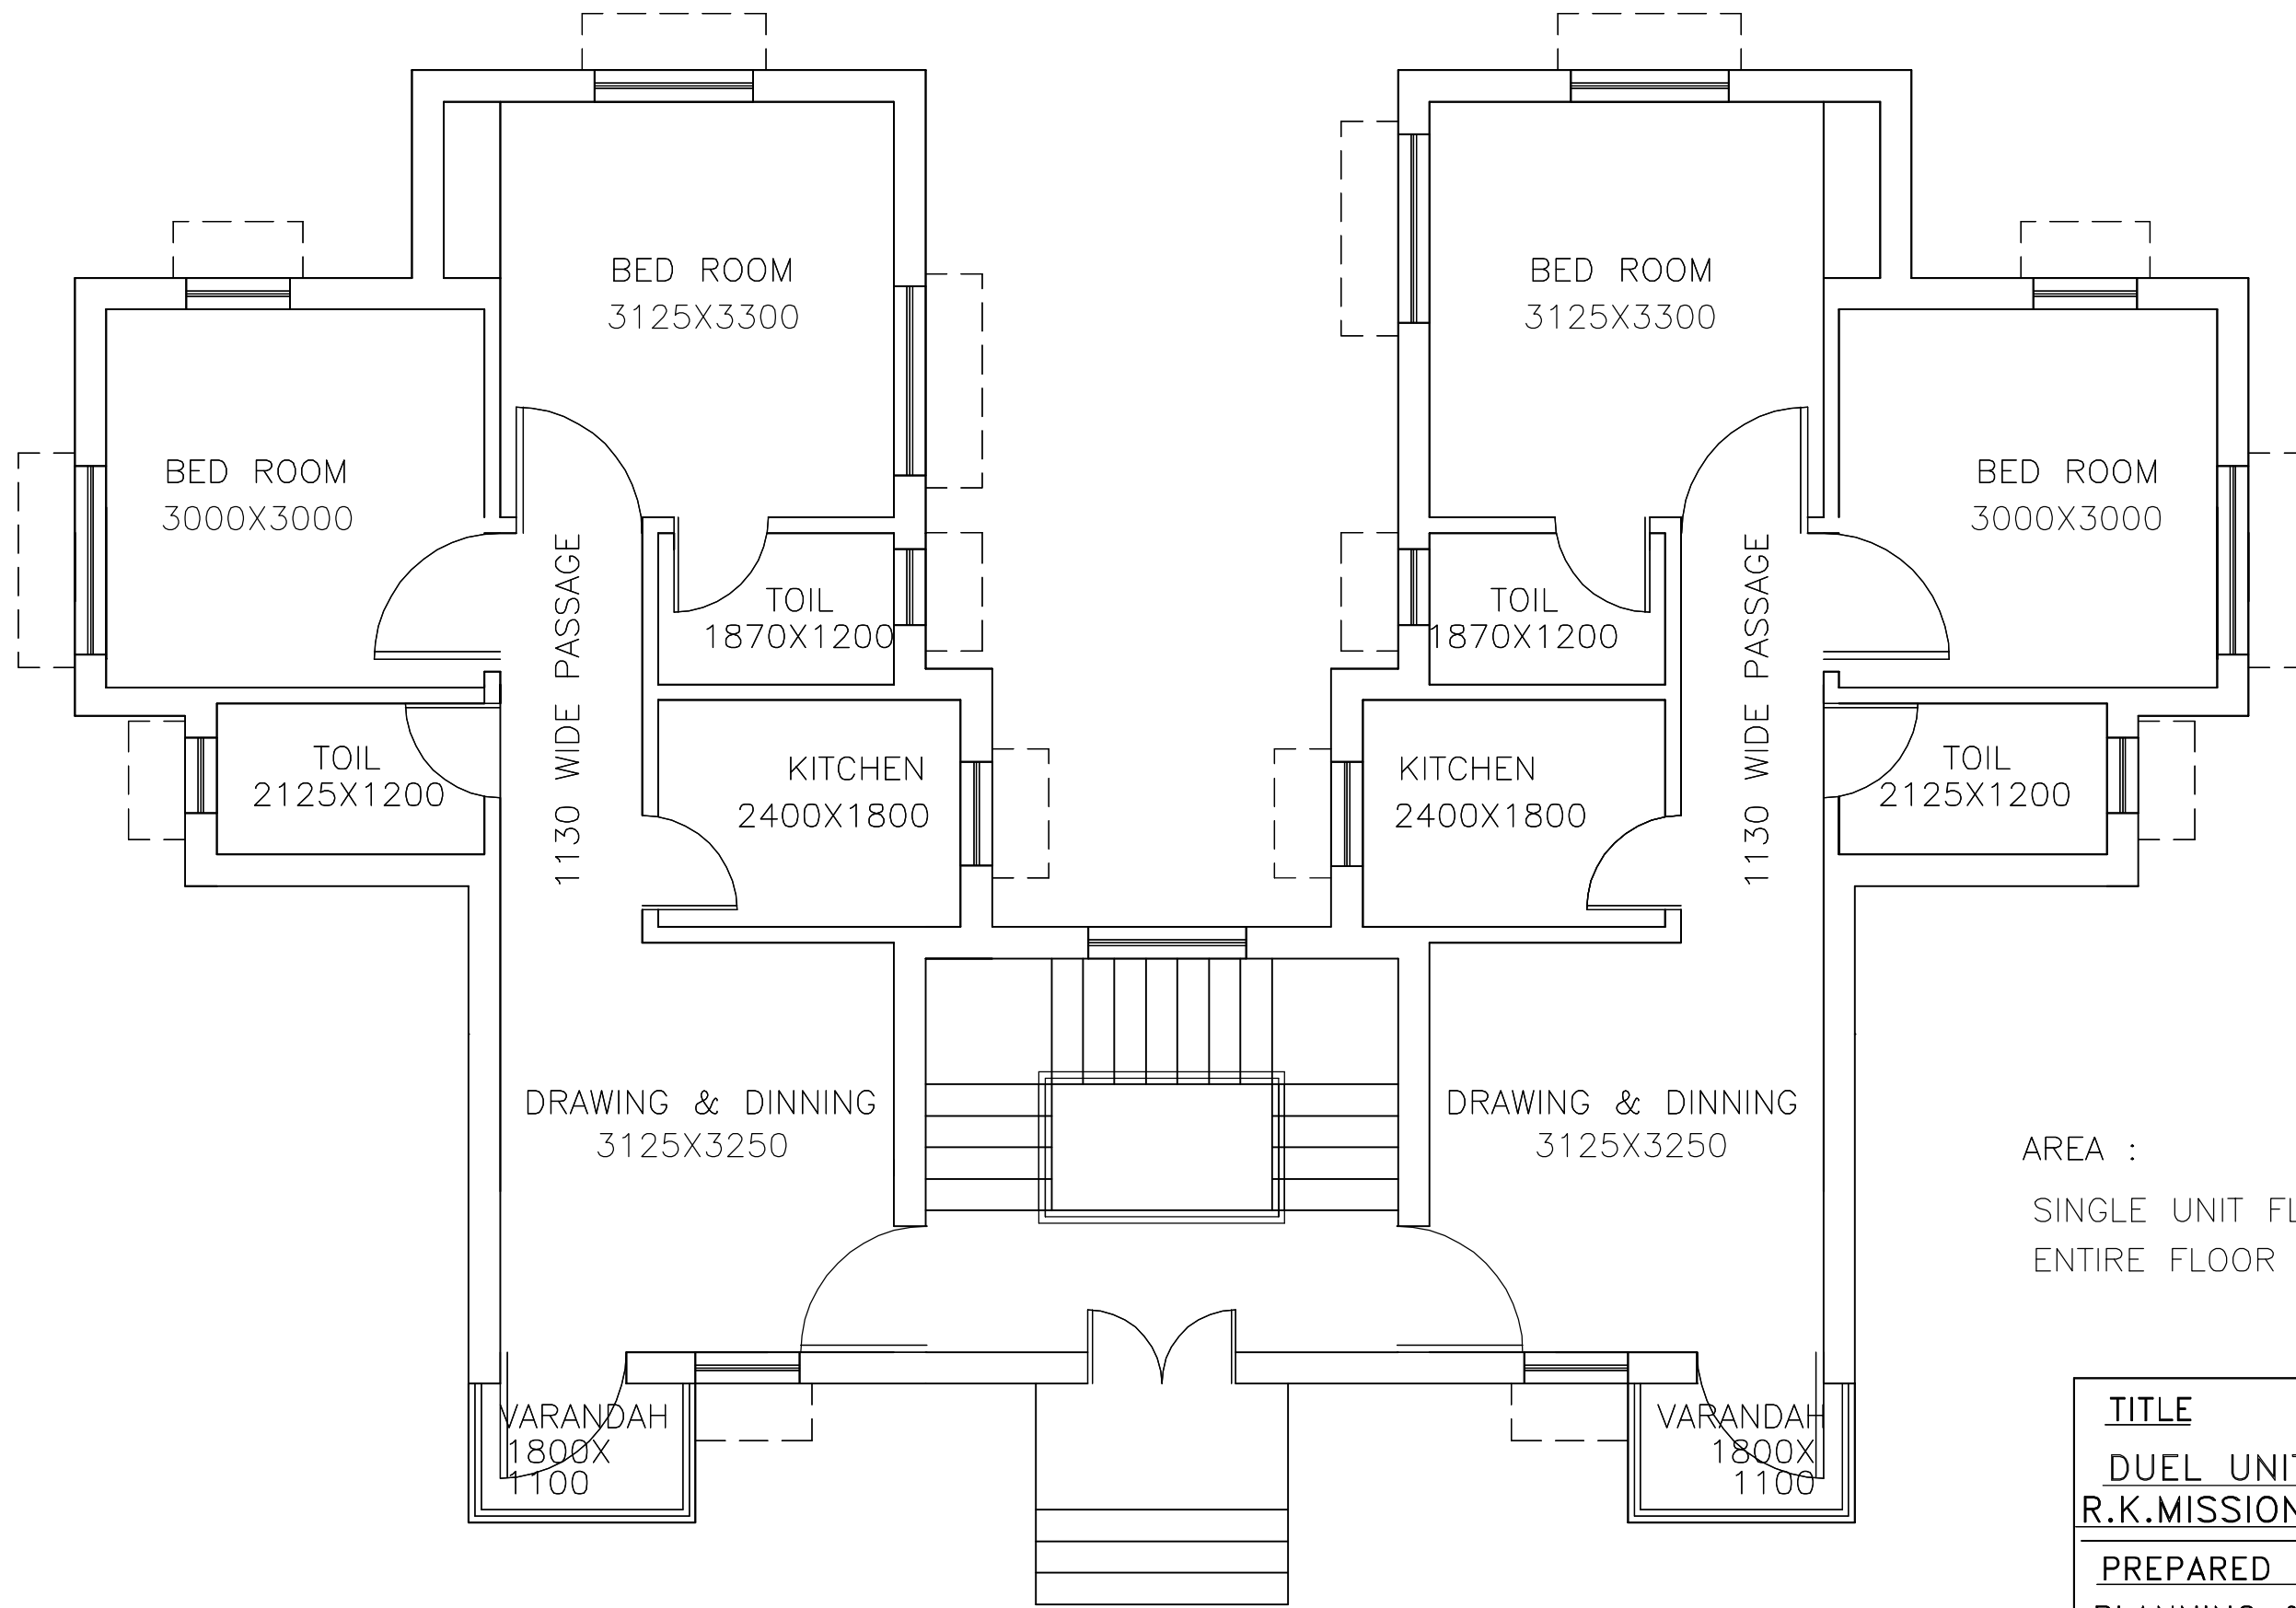 BED ROOM
3125X3300
BED ROOM
3125X3300
BED ROOM
3000X3000
BED ROOM
3000X3000
1130 WIDE PASSAGE
TOIL
1870X1200
TOIL
1870X1200
1130 WIDE PASSAGE
TOIL
2125X1200
KITCHEN
2400X1800
KITCHEN
2400X1800
TOIL
2125X1200
DRAWING & DINNING
3125X3250
DRAWING & DINNING
3125X3250
AREA :
SINGLE UNIT
ENTIRE FLOOR
VARANDAH
1800X
1100
VARANDAH
1800X
1100
TITLE
DUEL UNIT
R.K.MISSION
PREPARED